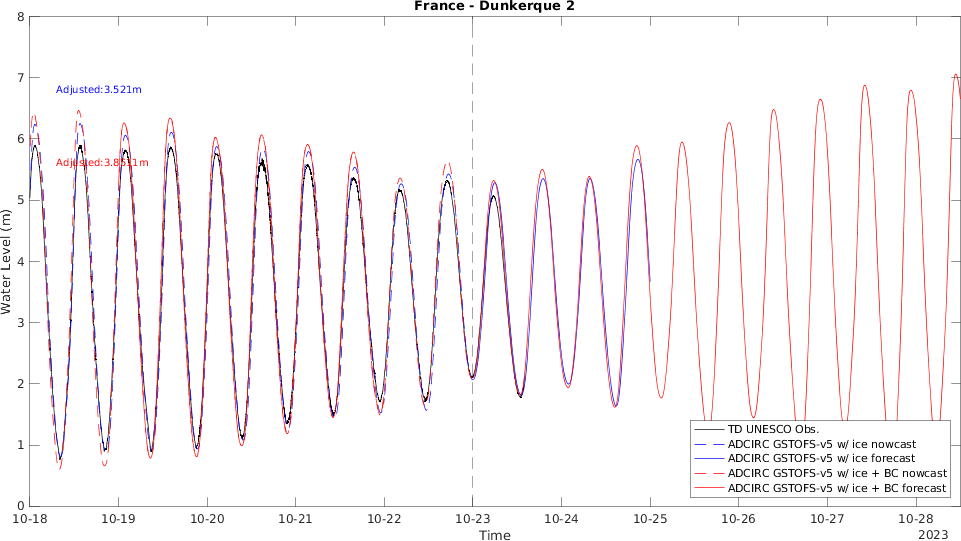 France - Dunkerque 2
8
7
6
5
4
3
2
1
0
Water Level (m)
Adjusted:3.521m
Adjusted:3.8511m
10-18 10-19 10-20 10-21 10-22 10-23 10-24 10-25 10-26 10-27 10-28
Time
2023
TD UNESCO Obs.
ADCIRC GSTOFS-v5 w/ ice nowcast
ADCIRC GSTOFS-v5 w/ ice forecast
ADCIRC GSTOFS-v5 w/ ice + BC nowcast
ADCIRC GSTOFS-v5 w/ ice + BC forecast